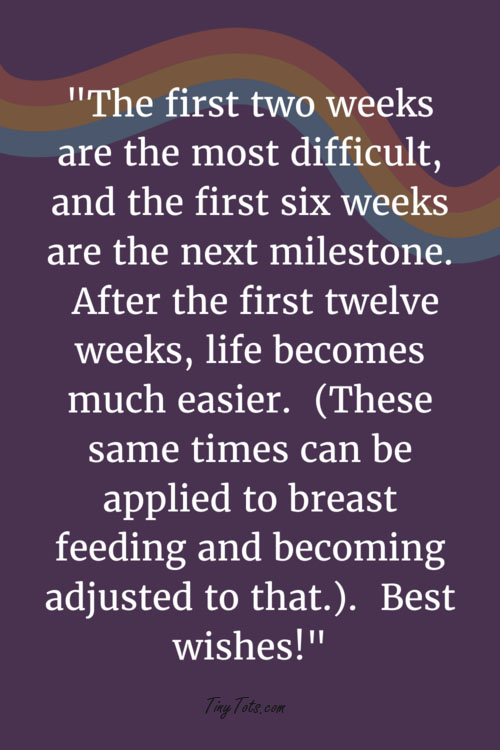 "The first two weeks
are the most difficult,
and the first six weeks
are the next milestone.
After the first twelve
weeks, life becomes
much easier.  (These
same times can be
applied to breast
feeding and becoming
adjusted to that.).  Best
wishes!"
TinyTots.com